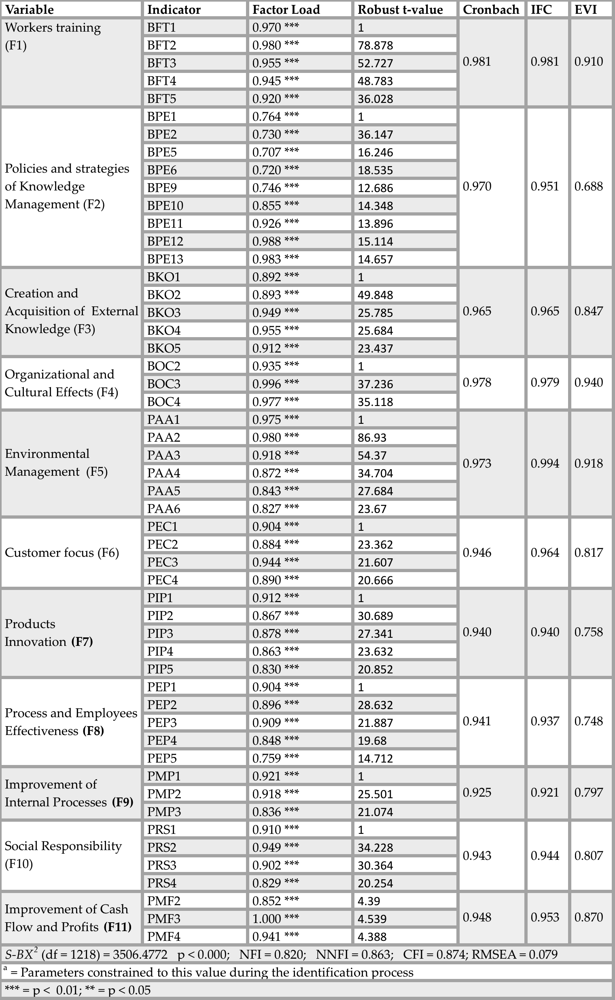 Variable Indicator Factor Load Robust t-value Cronbach IFC EVI
Workers training
(F1)
BFT1 0.970 *** 1
BFT2 0.980 *** 78.878
BFT3 0.955 *** 52.727
BFT4 0.945 *** 48.783
BFT5 0.920 *** 36.028
0.981 0.981 0.910
Policies and strategies
of Knowledge
Management (F2)
BPE1 0.764 *** 1
BPE2 0.730 *** 36.147
BPE5 0.707 *** 16.246
BPE6 0.720 *** 18.535
BPE9 0.746 *** 12.686
BPE10 0.855 *** 14.348
BPE11 0.926 *** 13.896
BPE12 0.988 *** 15.114
BPE13 0.983 *** 14.657
0.970 0.951 0.688
Creation and
Acquisition of External
Knowledge (F3)
BKO1 0.892 *** 1
BKO2 0.893 *** 49.848
BKO3 0.949 *** 25.785
BKO4 0.955 *** 25.684
BKO5 0.912 *** 23.437
0.965 0.965 0.847
Organizational and
Cultural Effects (F4)
BOC2 0.935 *** 1
BOC3 0.996 *** 37.236
BOC4 0.977 *** 35.118
0.978 0.979 0.940
Environmental
Management (F5)
PAA1 0.975 *** 1
PAA2 0.980 *** 86.93
PAA3 0.918 *** 54.37
PAA4 0.872 *** 34.704
PAA5 0.843 *** 27.684
PAA6 0.827 *** 23.67
0.973 0.994 0.918
Customer focus (F6)
PEC1 0.904 *** 1
PEC2 0.884 *** 23.362
PEC3 0.944 *** 21.607
PEC4 0.890 *** 20.666
0.946 0.964 0.817
Products
Innovation (F7)
PIP1 0.912 *** 1
PIP2 0.867 *** 30.689
PIP3 0.878 *** 27.341
PIP4 0.863 *** 23.632
PIP5 0.830 *** 20.852
0.940 0.940 0.758
Process and Employees
Effectiveness (F8)
PEP1 0.904 *** 1
PEP2 0.896 *** 28.632
PEP3 0.909 *** 21.887
PEP4 0.848 *** 19.68
PEP5 0.759 *** 14.712
0.941 0.937 0.748
Improvement of
Internal Processes (F9)
PMP1 0.921 *** 1
PMP2 0.918 *** 25.501
PMP3 0.836 *** 21.074
0.925 0.921 0.797
Social Responsibility
(F10)
PRS1 0.910 *** 1
PRS2 0.949 *** 34.228
PRS3 0.902 *** 30.364
PRS4 0.829 *** 20.254
0.943 0.944 0.807
Improvement of Cash
Flow and Profits (F11)
PMF2 0.852 *** 4.39
PMF3 1.000 *** 4.539
PMF4 0.941 *** 4.388
0.948 0.953 0.870
S-BX² (df = 1218) = 3506.4772 p < 0.000; NFI = 0.820; NNFI = 0.863; CFI = 0.874; RMSEA = 0.079
ª = Parameters constrained to this value during the identification process
*** = p < 0.01; ** = p < 0.05